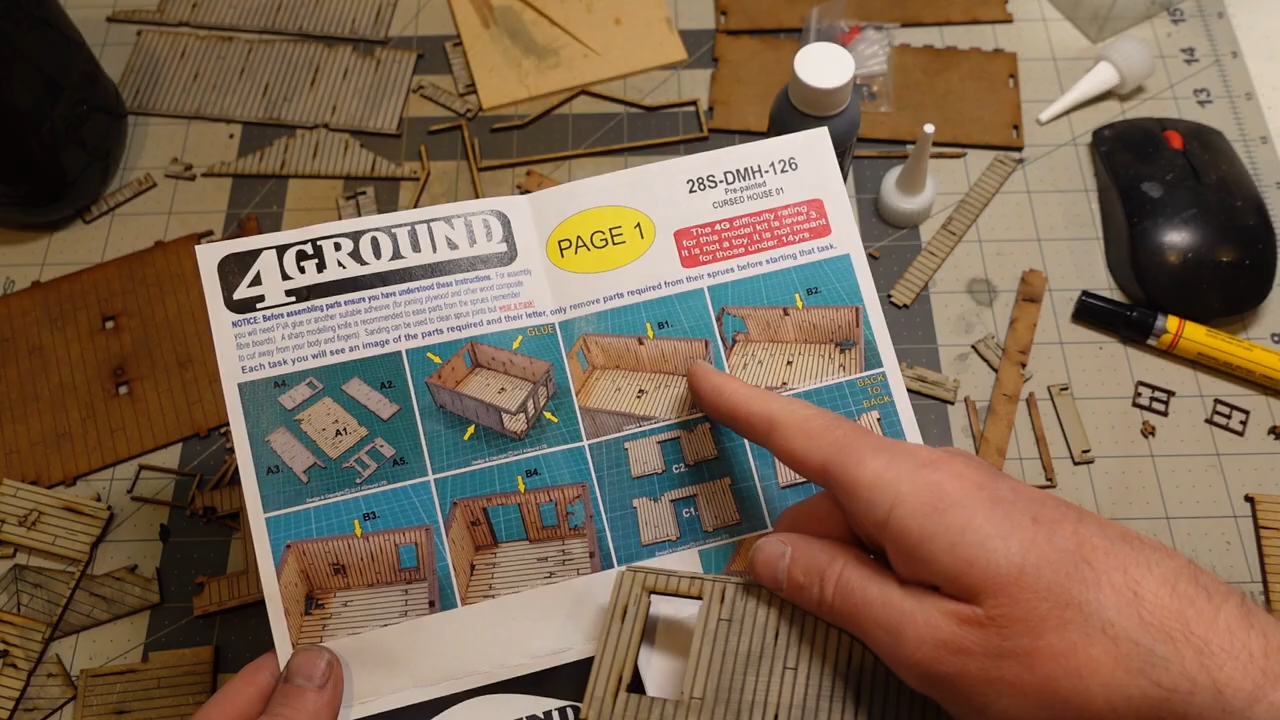 4GROUND
PAGE 1
28S-DMH-126
Pre-painted
CURSED HOUSE 01
The 4G difficulty rating
for this model kit is level 3.
It is not a toy, it is not meant
for those under 14yrs.
NOTICE: Before assembling parts ensure you have understood these instructions. For assembly
you will need PVA glue or another suitable adhesive (for joining plywood and other wood composite
fibre boards). A sharp modelling knife is recommended to ease parts from the sprues (remember
to cut away from your body and fingers). Sanding can be used to clean sprue joints but wear a mask!
Each task you will see an image of the parts required and their letter, only remove parts required from their sprues before starting that task.
A4.
A2.
A1.
A3.
A5.
GLUE
B1.
B2.
B3.
B4.
C2.
C1.
BACK
TO
BACK
15
14
13